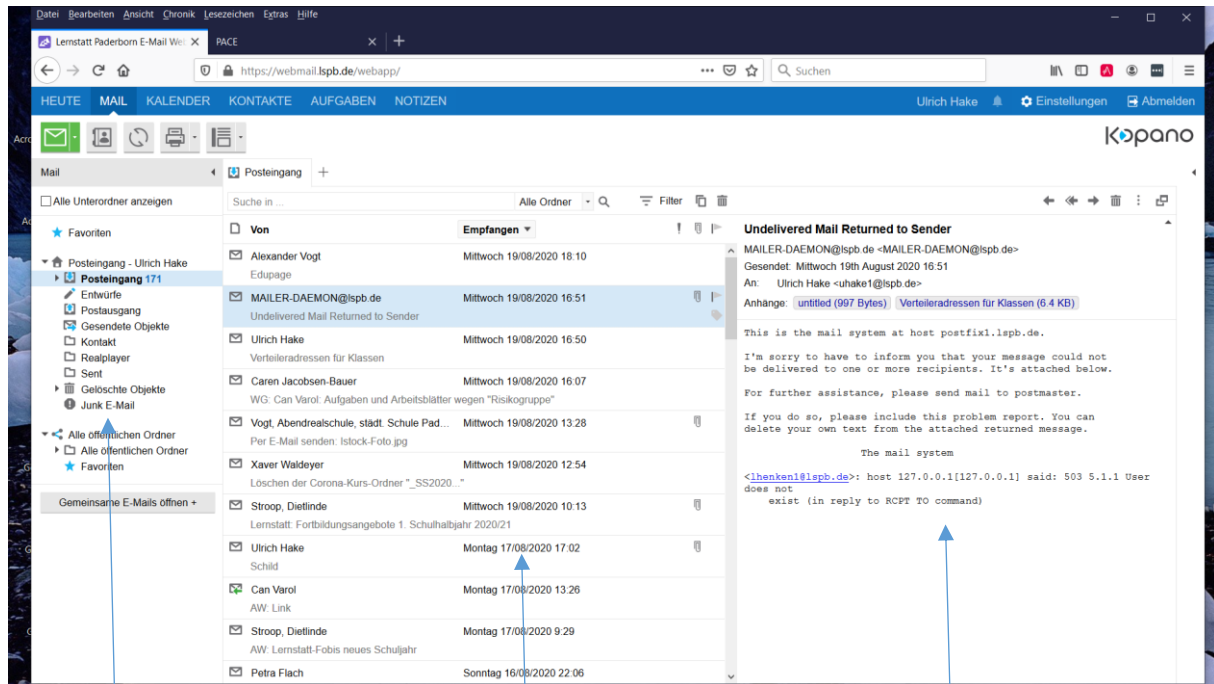 Datei Bearbeiten Ansicht Chronik Lesezeichen Extras Hilfe
Lernstatt Paderborn E-Mail We
PACE
https://webmail.lspb.de/webapp/
Suchen
HEUTE MAIL KALENDER KONTAKTE AUFGABEN NOTIZEN
Ulrich Hake Einstellungen Abmelden
Kopano
Mail
Posteingang
Alle Unterordner anzeigen
Favoriten
Posteingang - Ulrich Hake
Posteingang 171
Entwürfe
Postausgang
Gesendete Objekte
Kontakt
Realplayer
Sent
Gelöschte Objekte
Junk E-Mail
Alle öffentlichen Ordner
Alle öffentlichen Ordner
Favoriten
Gemeinsame E-Mails öffnen +
Suche in ... Alle Ordner Filter
Von Empfangen
Alexander Vogt Mittwoch 19/08/2020 18:10
Edupage
MAILER-DAEMON@lspb.de Mittwoch 19/08/2020 16:51
Undelivered Mail Returned to Sender
Ulrich Hake Mittwoch 19/08/2020 16:50
Verteileradressen für Klassen
Caren Jacobsen-Bauer Mittwoch 19/08/2020 16:07
WG: Can Varol: Aufgaben und Arbeitsblätter wegen "Risikogruppe"
Vogt, Abendrealschule, städt. Schule Pad... Mittwoch 19/08/2020 13:28
Per E-Mail senden: Istock-Foto.jpg
Xaver Waldeyer Mittwoch 19/08/2020 12:54
Löschen der Corona-Kurs-Ordner "_SS2020..."
Stroop, Dietlinde Mittwoch 19/08/2020 10:13
Lernstatt: Fortbildungsangebote 1. Schulhalbjahr 2020/21
Ulrich Hake Montag 17/08/2020 17:02
Schild
Can Varol Montag 17/08/2020 13:26
AW: Link
Stroop, Dietlinde Montag 17/08/2020 9:29
AW: Lernstatt-Fobis neues Schuljahr
Petra Flach Sonntag 16/08/2020 22:06
Undelivered Mail Returned to Sender
MAILER-DAEMON@lspb.de <MAILER-DAEMON@lspb.de>
Gesendet: Mittwoch 19th August 2020 16:51
An: Ulrich Hake <uhake1@lspb.de>
Anhänge: untitled (997 Bytes) Verteileradressen für Klassen (6.4 KB)
This is the mail system at host postfix1.lspb.de.
I'm sorry to have to inform you that your message could not
be delivered to one or more recipients. It's attached below.
For further assistance, please send mail to postmaster.
If you do so, please include this problem report. You can
delete your own text from the attached returned message.
The mail system
<lhenken1@lspb.de>: host 127.0.0.1[127.0.0.1] said: 503 5.1.1 User
does not
exist (in reply to RCPT TO command)